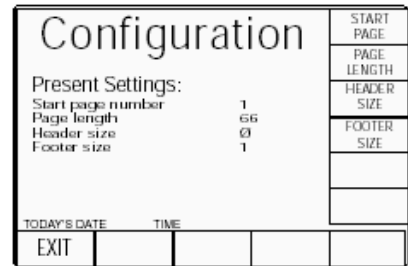 Configuration
Present Settings:
Start page number 1
Page length 66
Header size Ø
Footer size 1
TODAY'S DATE TIME
EXIT
START
PAGE
PAGE
LENGTH
HEADER
SIZE
FOOTER
SIZE